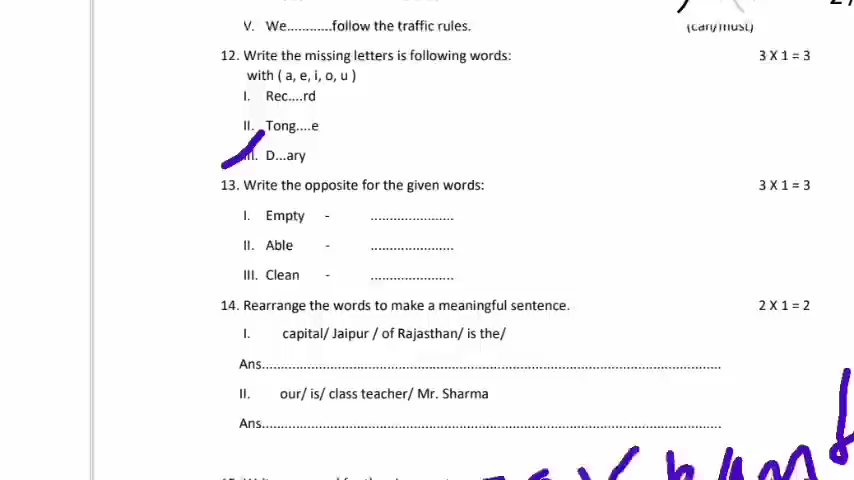 V. We............follow the traffic rules. (can/must)
12. Write the missing letters is following words: 3 X 1 = 3
with ( a, e, i, o, u )
I. Rec....rd
II. Tong....e
III. D...ary
13. Write the opposite for the given words: 3 X 1 = 3
I. Empty - ......................
II. Able - ......................
III. Clean - ......................
14. Rearrange the words to make a meaningful sentence. 2 X 1 = 2
I. capital/ Jaipur / of Rajasthan/ is the/
Ans........................................................................................................................
II. our/ is/ class teacher/ Mr. Sharma
Ans........................................................................................................................